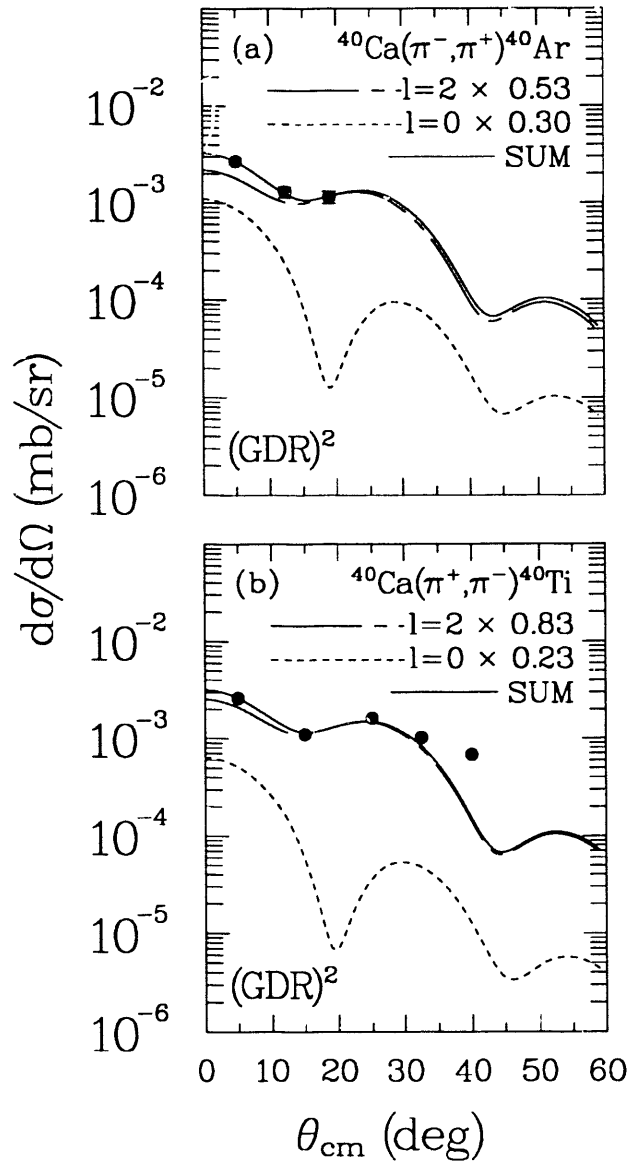 (a) ⁴⁰Ca(π⁻,π⁺)⁴⁰Ar
l=2 × 0.53
l=0 × 0.30
SUM
10⁻²
10⁻³
10⁻⁴
10⁻⁵
10⁻⁶
(GDR)²
dσ/dΩ (mb/sr)
(b) ⁴⁰Ca(π⁺,π⁻)⁴⁰Ti
l=2 × 0.83
l=0 × 0.23
SUM
10⁻²
10⁻³
10⁻⁴
10⁻⁵
10⁻⁶
(GDR)²
0 10 20 30 40 50 60
θcm (deg)